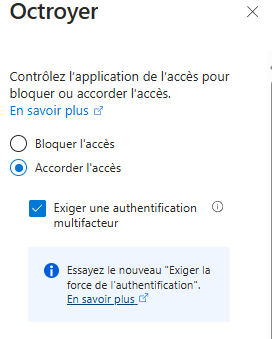 Octroyer
Contrôlez l'application de l'accès pour
bloquer ou accorder l'accès.
En savoir plus
Bloquer l'accès
Accorder l'accès
Exiger une authentification
multifacteur
Essayez le nouveau "Exiger la
force de l'authentification".
En savoir plus